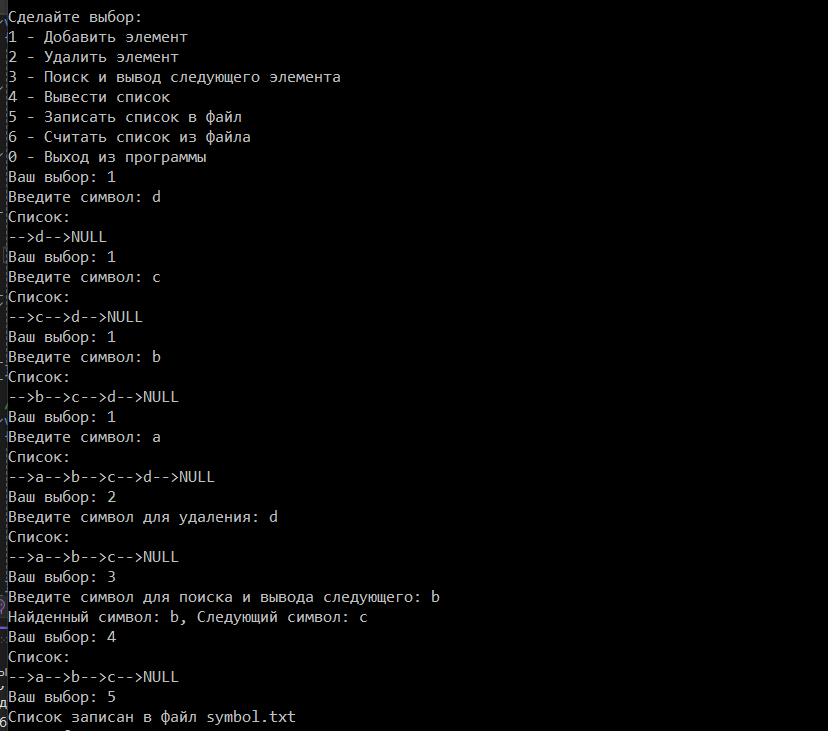 Сделайте выбор:
1 - Добавить элемент
2 - Удалить элемент
3 - Поиск и вывод следующего элемента
4 - Вывести список
5 - Записать список в файл
6 - Считать список из файла
0 - Выход из программы
Ваш выбор: 1
Введите символ: d
Список:
-->d-->NULL
Ваш выбор: 1
Введите символ: c
Список:
-->c-->d-->NULL
Ваш выбор: 1
Введите символ: b
Список:
-->b-->c-->d-->NULL
Ваш выбор: 1
Введите символ: a
Список:
-->a-->b-->c-->d-->NULL
Ваш выбор: 2
Введите символ для удаления: d
Список:
-->a-->b-->c-->NULL
Ваш выбор: 3
Введите символ для поиска и вывода следующего: b
Найденный символ: b, Следующий символ: c
Ваш выбор: 4
Список:
-->a-->b-->c-->NULL
Ваш выбор: 5
Список записан в файл symbol.txt